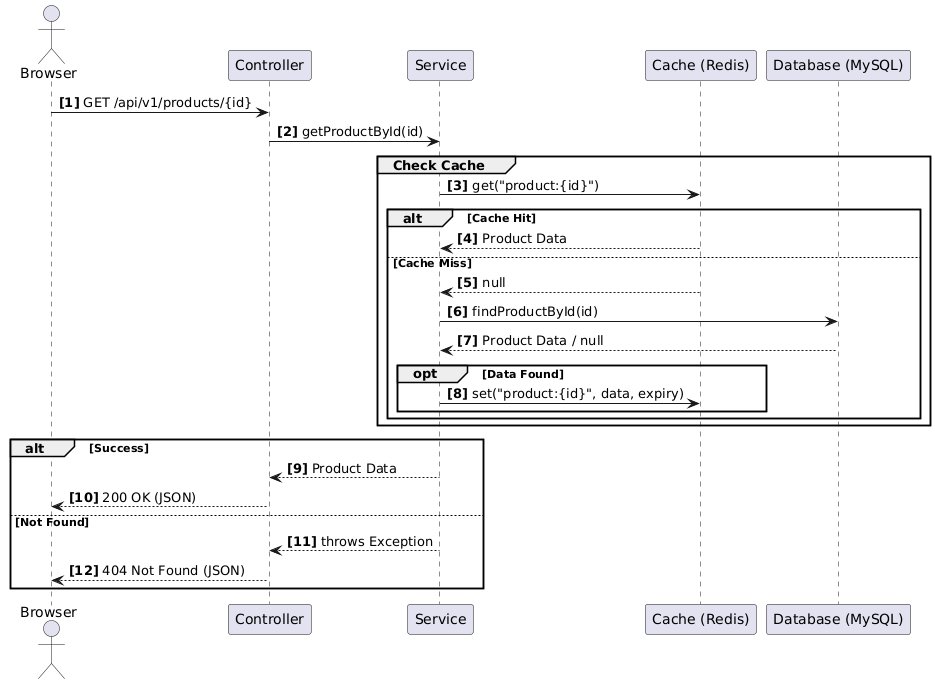 Browser
Controller
Service
Cache (Redis)
Database (MySQL)
[1] GET /api/v1/products/{id}
[2] getProductById(id)
Check Cache
[3] get("product:{id}")
alt [Cache Hit]
[4] Product Data
[Cache Miss]
[5] null
[6] findProductById(id)
[7] Product Data / null
opt [Data Found]
[8] set("product:{id}", data, expiry)
alt [Success]
[9] Product Data
[10] 200 OK (JSON)
[Not Found]
[11] throws Exception
[12] 404 Not Found (JSON)
Browser
Controller
Service
Cache (Redis)
Database (MySQL)